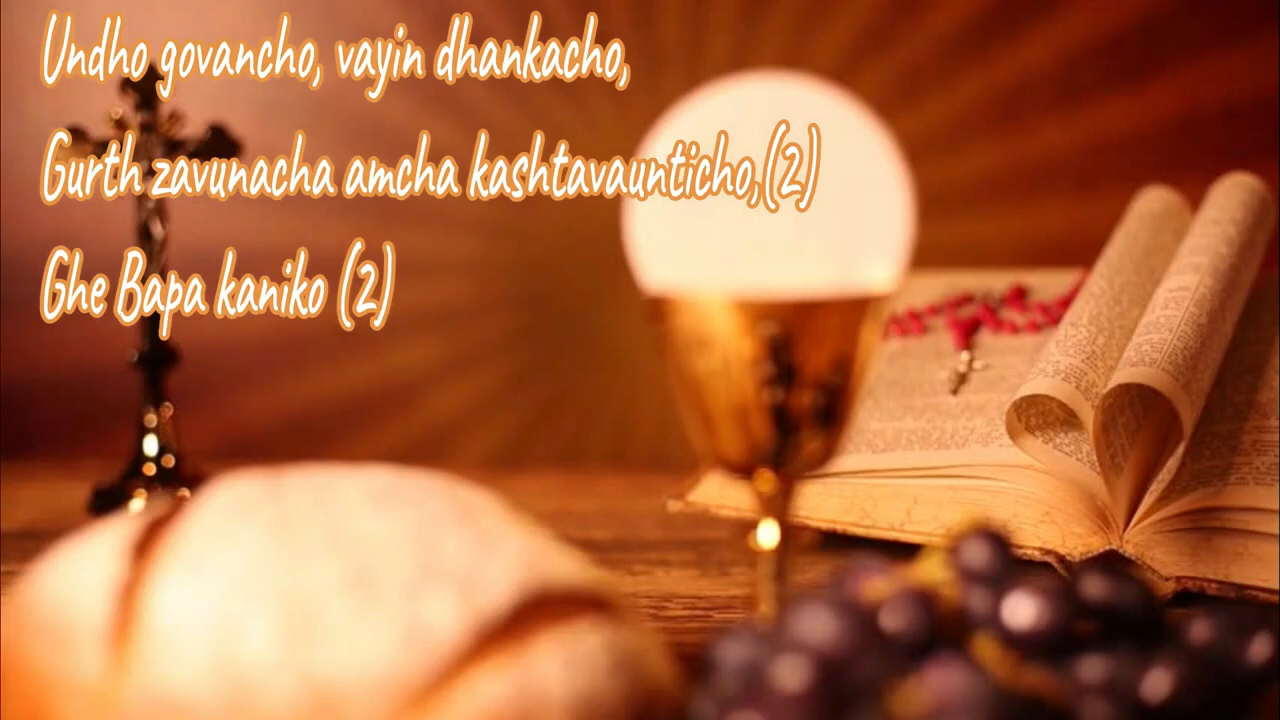 Undho govancho, vayin dhankacho,
Gurth zavunacha amcha kashtavaunticho,(2)
Ghe Bapa kaniko (2)